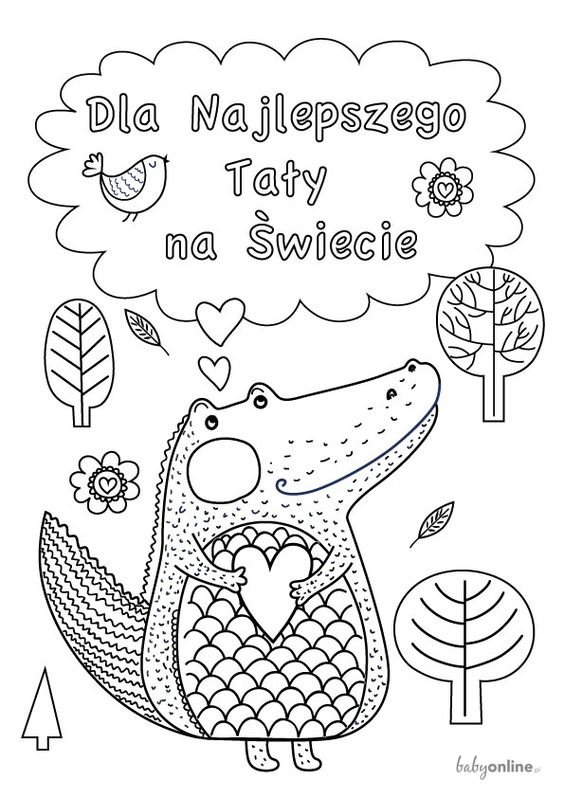 Dla Najlepszego
Taty
na Świecie
babyonline.pl